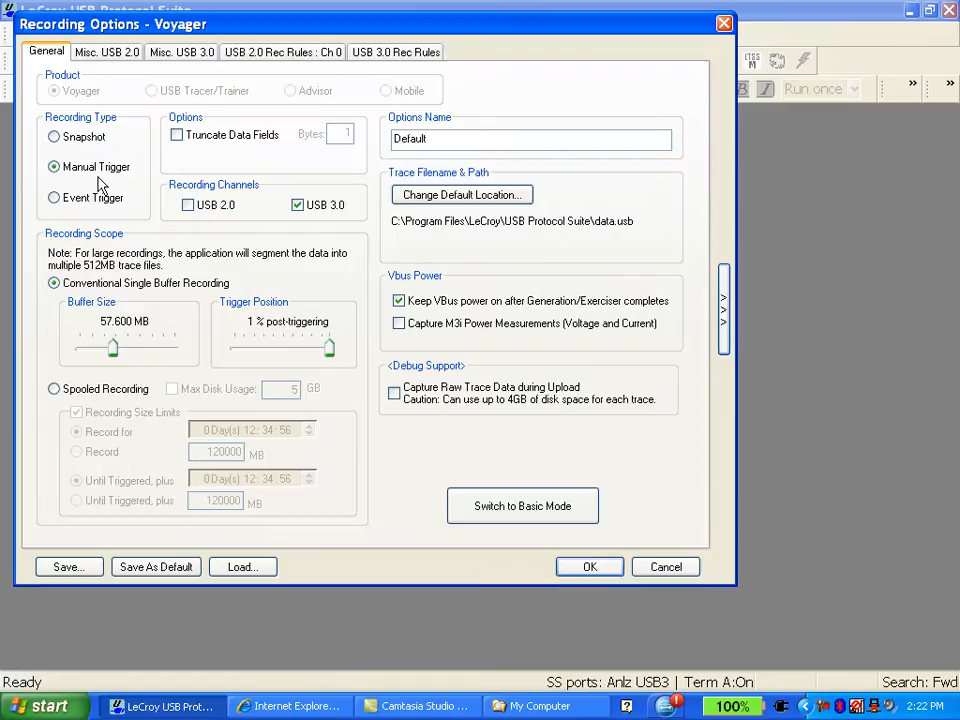 LeCroy USB Protocol Suite
Recording Options - Voyager
General
Misc. USB 2.0
Misc. USB 3.0
USB 2.0 Rec Rules : Ch 0
USB 3.0 Rec Rules
Product
Voyager
USB Tracer/Trainer
Advisor
Mobile
Recording Type
Snapshot
Manual Trigger
Event Trigger
Options
Truncate Data Fields
Bytes:
1
Recording Channels
USB 2.0
USB 3.0
Options Name
Default
Trace Filename & Path
Change Default Location...
C:\Program Files\LeCroy\USB Protocol Suite\data.usb
Recording Scope
Note: For large recordings, the application will segment the data into
multiple 512MB trace files.
Conventional Single Buffer Recording
Buffer Size
57.600 MB
Trigger Position
1 % post-triggering
Spooled Recording
Max Disk Usage:
5
GB
Recording Size Limits
Record for
0Day(s) 12: 34: 56
Record
120000
MB
Until Triggered, plus
0Day(s) 12: 34: 56
Until Triggered, plus
120000
MB
Vbus Power
Keep VBus power on after Generation/Exerciser completes
Capture M3i Power Measurements (Voltage and Current)
<Debug Support>
Capture Raw Trace Data during Upload
Caution: Can use up to 4GB of disk space for each trace.
Switch to Basic Mode
>
>
>
Save...
Save As Default
Load...
OK
Cancel
LTSS
M
B
I
Run once
»
»
Ready
SS ports: Anlz USB3
Term A:On
Search: Fwd
start
LeCroy USB Prot...
Internet Explore...
Camtasia Studio ...
My Computer
100%
2:22 PM